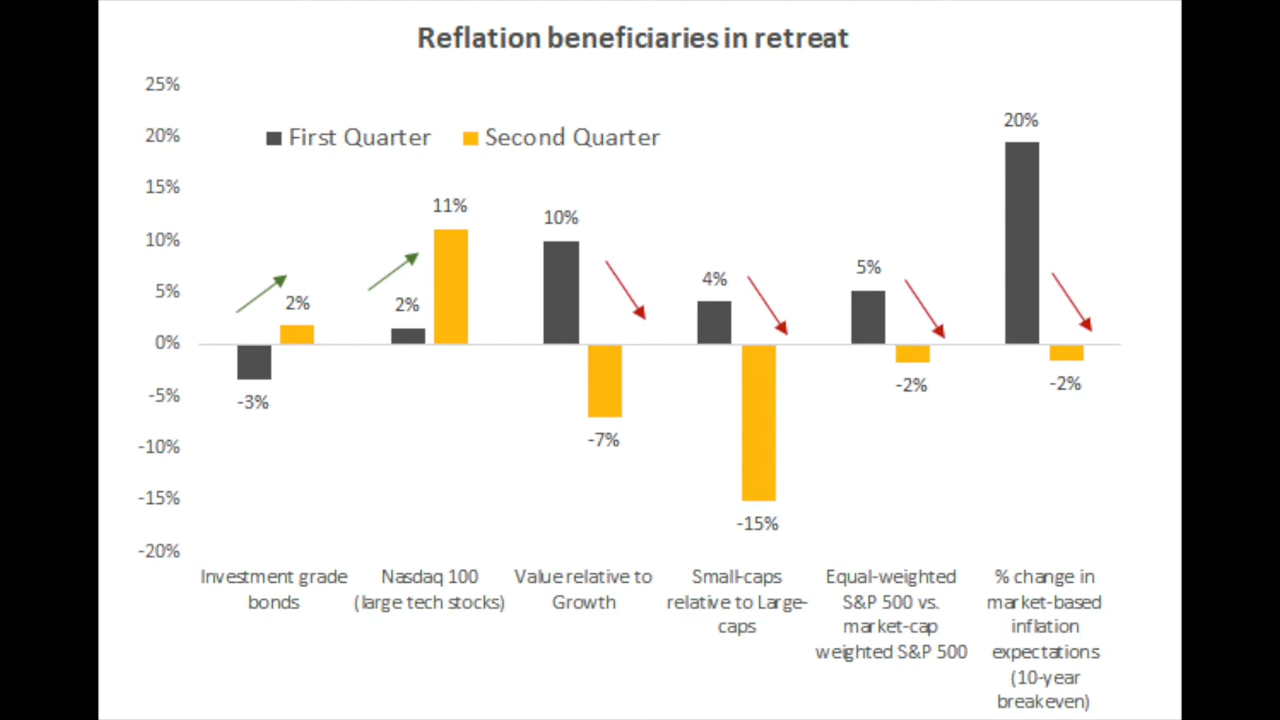 Reflation beneficiaries in retreat
25%
20%
15%
10%
5%
0%
-5%
-10%
-15%
-20%
First Quarter
Second Quarter
-3%
2%
2%
11%
10%
-7%
4%
-15%
5%
-2%
20%
-2%
Investment grade
bonds
Nasdaq 100
(large tech stocks)
Value relative to
Growth
Small-caps
relative to Large-
caps
Equal-weighted
S&P 500 vs.
market-cap
weighted S&P 500
% change in
market-based
inflation
expectations
(10-year
breakeven)